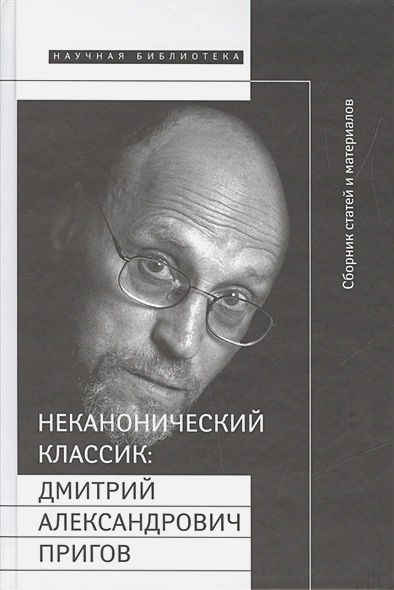 НАУЧНАЯ БИБЛИОТЕКА
Сборник статей и материалов
НЕКАНОНИЧЕСКИЙ
КЛАССИК:
ДМИТРИЙ
АЛЕКСАНДРОВИЧ
ПРИГОВ